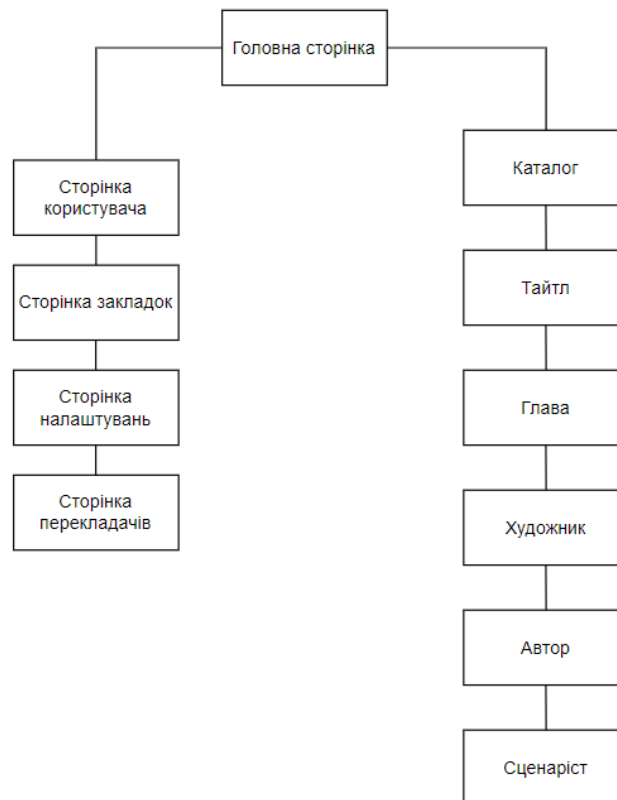 Головна сторінка
Сторінка
користувача
Сторінка закладок
Сторінка
налаштувань
Сторінка
перекладачів
Каталог
Тайтл
Глава
Художник
Автор
Сценаріст